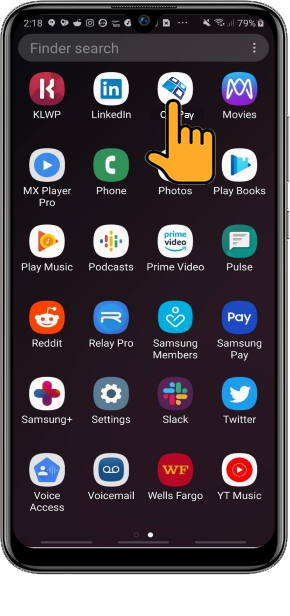 2:18
79%
Finder search
KLWP LinkedIn Pay Movies
MX Player Pro Phone Photos Play Books
prime video
Play Music Podcasts Prime Video Pulse
Pay
Reddit Relay Pro Samsung Members Samsung Pay
Samsung+ Settings Slack Twitter
WF
Voice Access Voicemail Wells Fargo YT Music